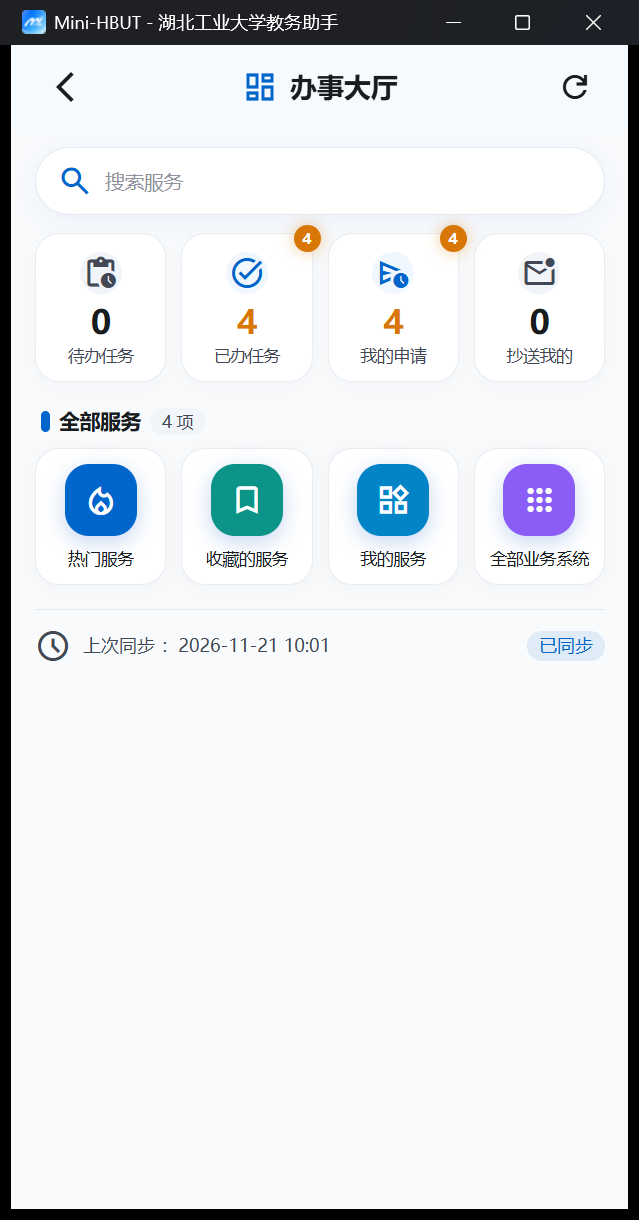 Mini-HBUT - 湖北工业大学教务助手
办事大厅
搜索服务
4 4
0 4 4 0
待办任务 已办任务 我的申请 抄送我的
全部服务 4 项
热门服务 收藏的服务 我的服务 全部业务系统
上次同步： 2026-11-21 10:01 已同步